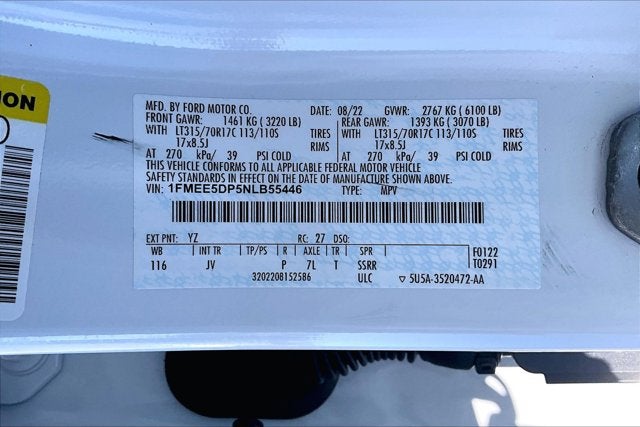 ION
MFD. BY FORD MOTOR CO. DATE: 08/22 GVWR: 2767 KG ( 6100 LB)
FRONT GAWR: 1461 KG ( 3220 LB) REAR GAWR: 1393 KG ( 3070 LB)
WITH LT315/70R17C 113/110S TIRES WITH LT315/70R17C 113/110S TIRES
17x8.5J RIMS 17x8.5J RIMS
AT 270 kPa/ 39 PSI COLD AT 270 kPa/ 39 PSI COLD
THIS VEHICLE CONFORMS TO ALL APPLICABLE FEDERAL MOTOR VEHICLE
SAFETY STANDARDS IN EFFECT ON THE DATE OF MANUFACTURE SHOWN ABOVE.
VIN: 1FMEE5DP5NLB55446 TYPE: MPV
EXT PNT: YZ RC: 27 DSO:
WB INT TR TP/PS R AXLE TR SPR F0122
116 JV P 7L T SSRR T0291
3202208152586 ULC ▽ 5U5A-3520472-AA